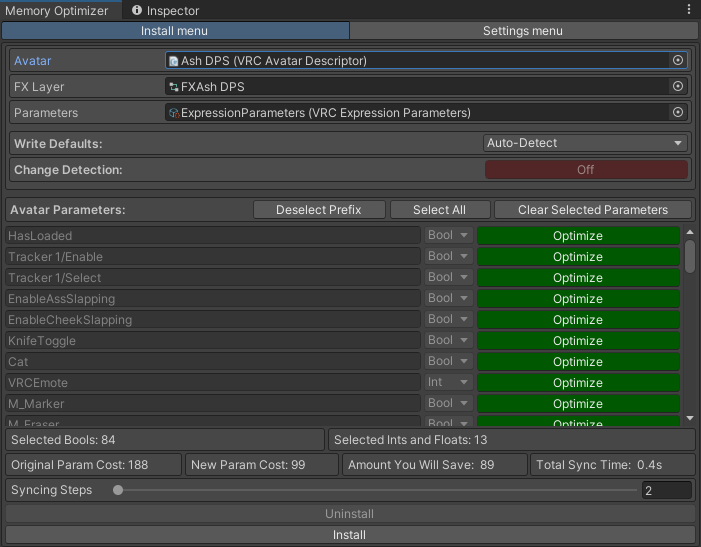 Memory Optimizer Inspector
Install menu Settings menu
Avatar Ash DPS (VRC Avatar Descriptor)
FX Layer FXAsh DPS
Parameters ExpressionParameters (VRC Expression Parameters)
Write Defaults: Auto-Detect
Change Detection: Off
Avatar Parameters: Deselect Prefix Select All Clear Selected Parameters
HasLoaded Bool Optimize
Tracker 1/Enable Bool Optimize
Tracker 1/Select Bool Optimize
EnableAssSlapping Bool Optimize
EnableCheekSlapping Bool Optimize
KnifeToggle Bool Optimize
Cat Bool Optimize
VRCEmote Int Optimize
M_Marker Bool Optimize
M_Eraser Bool Optimize
Selected Bools: 84 Selected Ints and Floats: 13
Original Param Cost: 188 New Param Cost: 99 Amount You Will Save: 89 Total Sync Time: 0.4s
Syncing Steps 2
Uninstall
Install